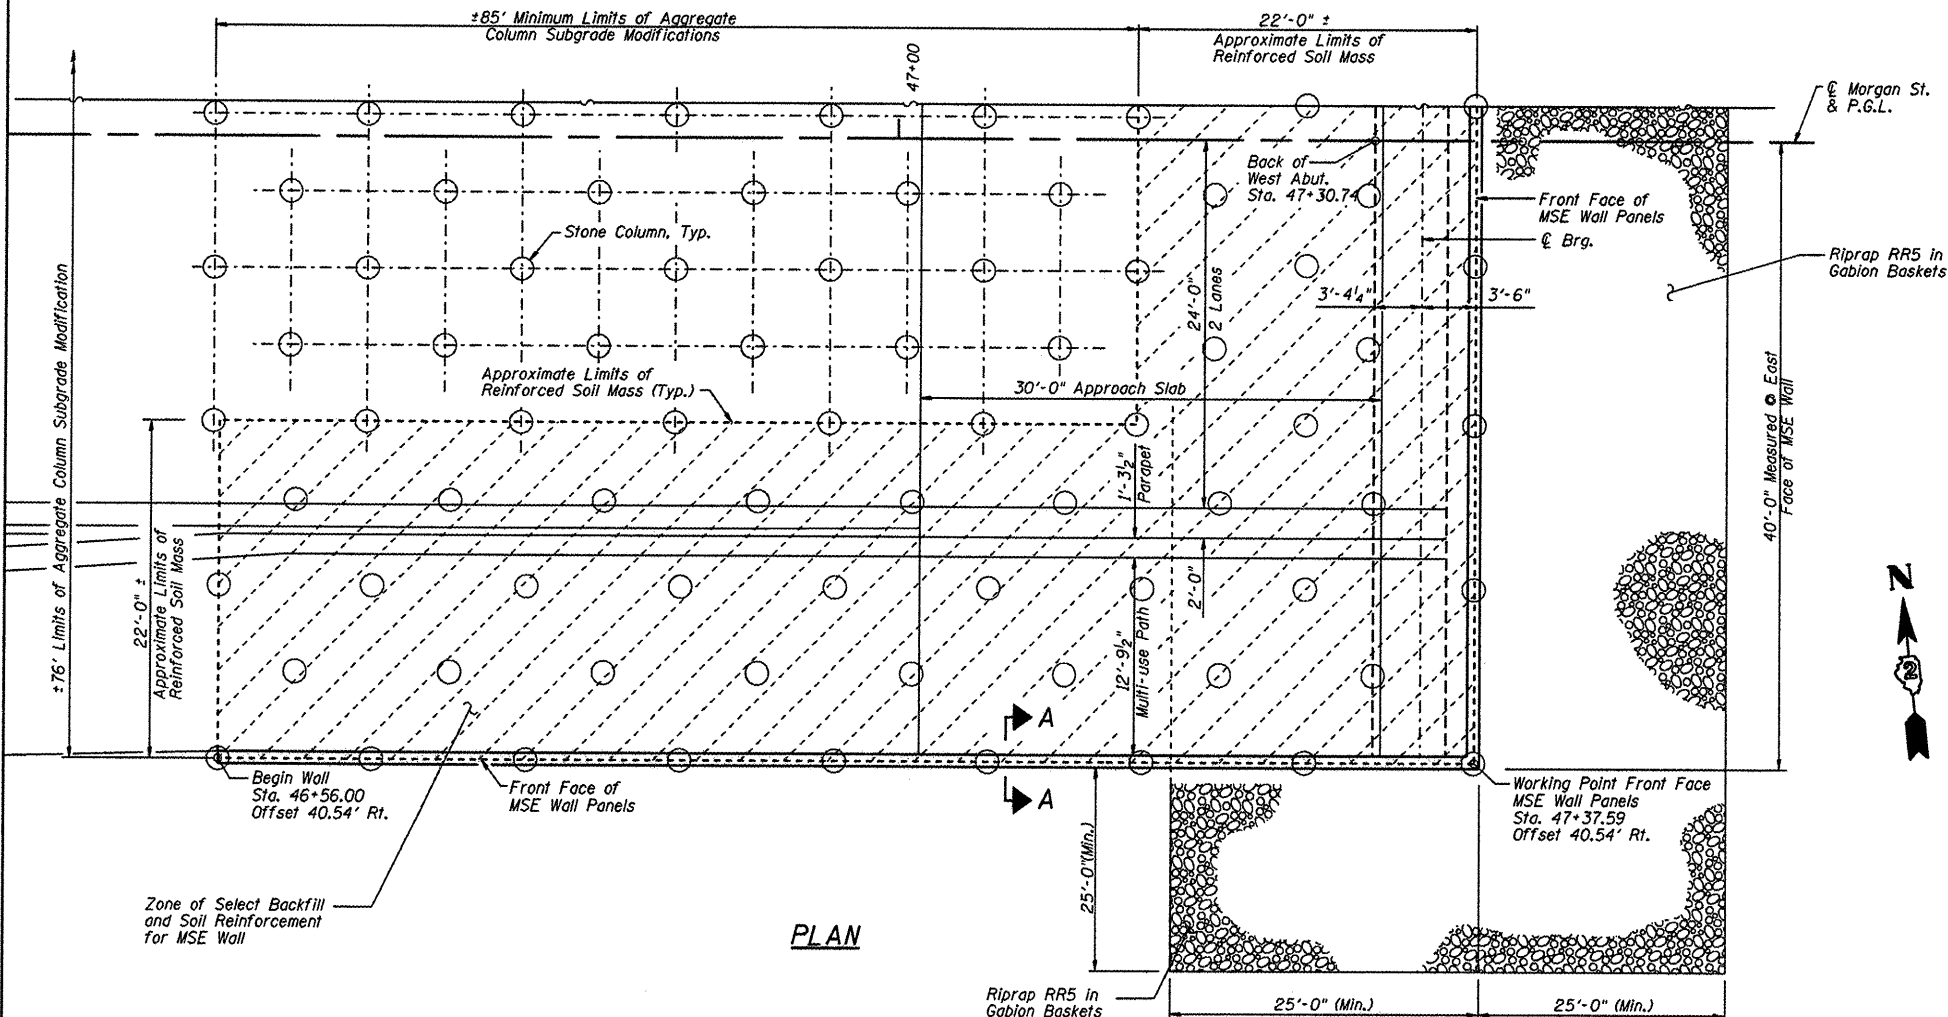 ±85' Minimum Limits of Aggregate
Column Subgrade Modifications
22'-0" ±
Approximate Limits of
Reinforced Soil Mass
47+00
℄ Morgan St.
& P.G.L.
Back of
West Abut.
Sta. 47+30.74
Front Face of
MSE Wall Panels
℄ Brg.
Stone Column, Typ.
Riprap RR5 in
Gabion Baskets
24'-0"
2 Lanes
3'-4¼"
3'-6"
±76' Limits of Aggregate Column Subgrade Modification
Approximate Limits of
Reinforced Soil Mass (Typ.)
30'-0" Approach Slab
40'-0" Measured @ East
Face of MSE Wall
1'-3½"
Parapet
22'-0" ±
Approximate Limits of
Reinforced Soil Mass
2'-0"
12'-9½"
Multi-use Path
N
2
A
A
Begin Wall
Sta. 46+56.00
Offset 40.54' Rt.
Front Face of
MSE Wall Panels
Working Point Front Face
MSE Wall Panels
Sta. 47+37.59
Offset 40.54' Rt.
25'-0"(Min.)
Zone of Select Backfill
and Soil Reinforcement
for MSE Wall
PLAN
Riprap RR5 in
Gabion Baskets
25'-0" (Min.)
25'-0" (Min.)